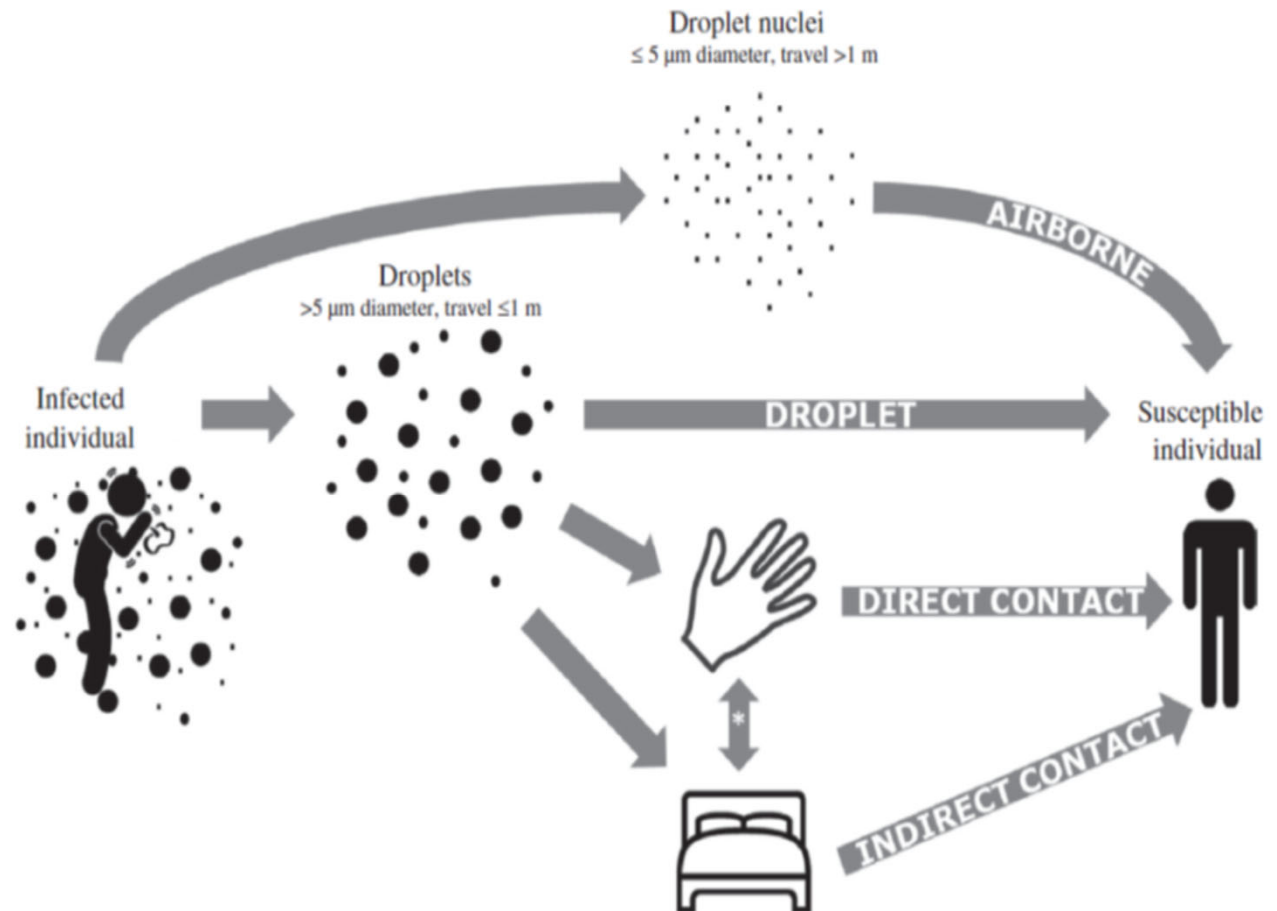 Droplet nuclei
≤ 5 μm diameter, travel >1 m
AIRBORNE
Droplets
>5 μm diameter, travel ≤1 m
Infected
individual
DROPLET
Susceptible
individual
DIRECT CONTACT
*
INDIRECT CONTACT